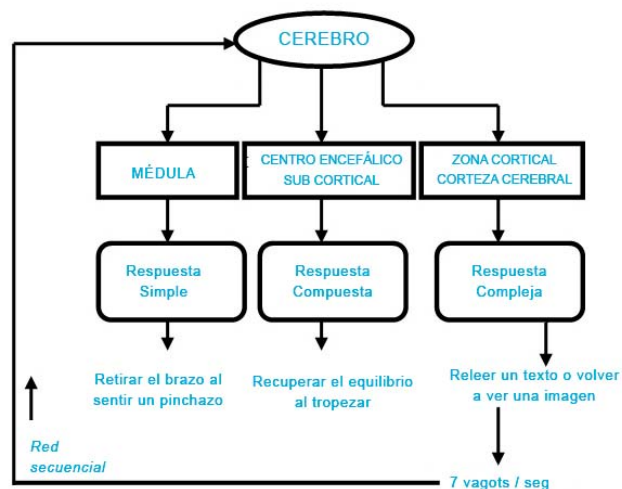 CEREBRO
MÉDULA
CENTRO ENCEFÁLICO
SUB CORTICAL
ZONA CORTICAL
CORTEZA CEREBRAL
Respuesta
Simple
Respuesta
Compuesta
Respuesta
Compleja
Retirar el brazo al
sentir un pinchazo
Recuperar el equilibrio
al tropezar
Releer un texto o volver
a ver una imagen
Red
secuencial
7 vagots / seg